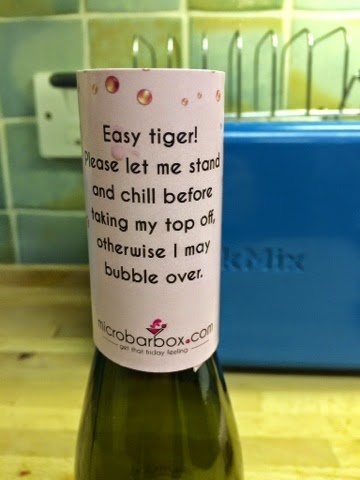 Easy tiger!
Please let me stand
and chill before
taking my top off,
otherwise I may
bubble over.
microbarbox.com
get that friday feeling
kMix